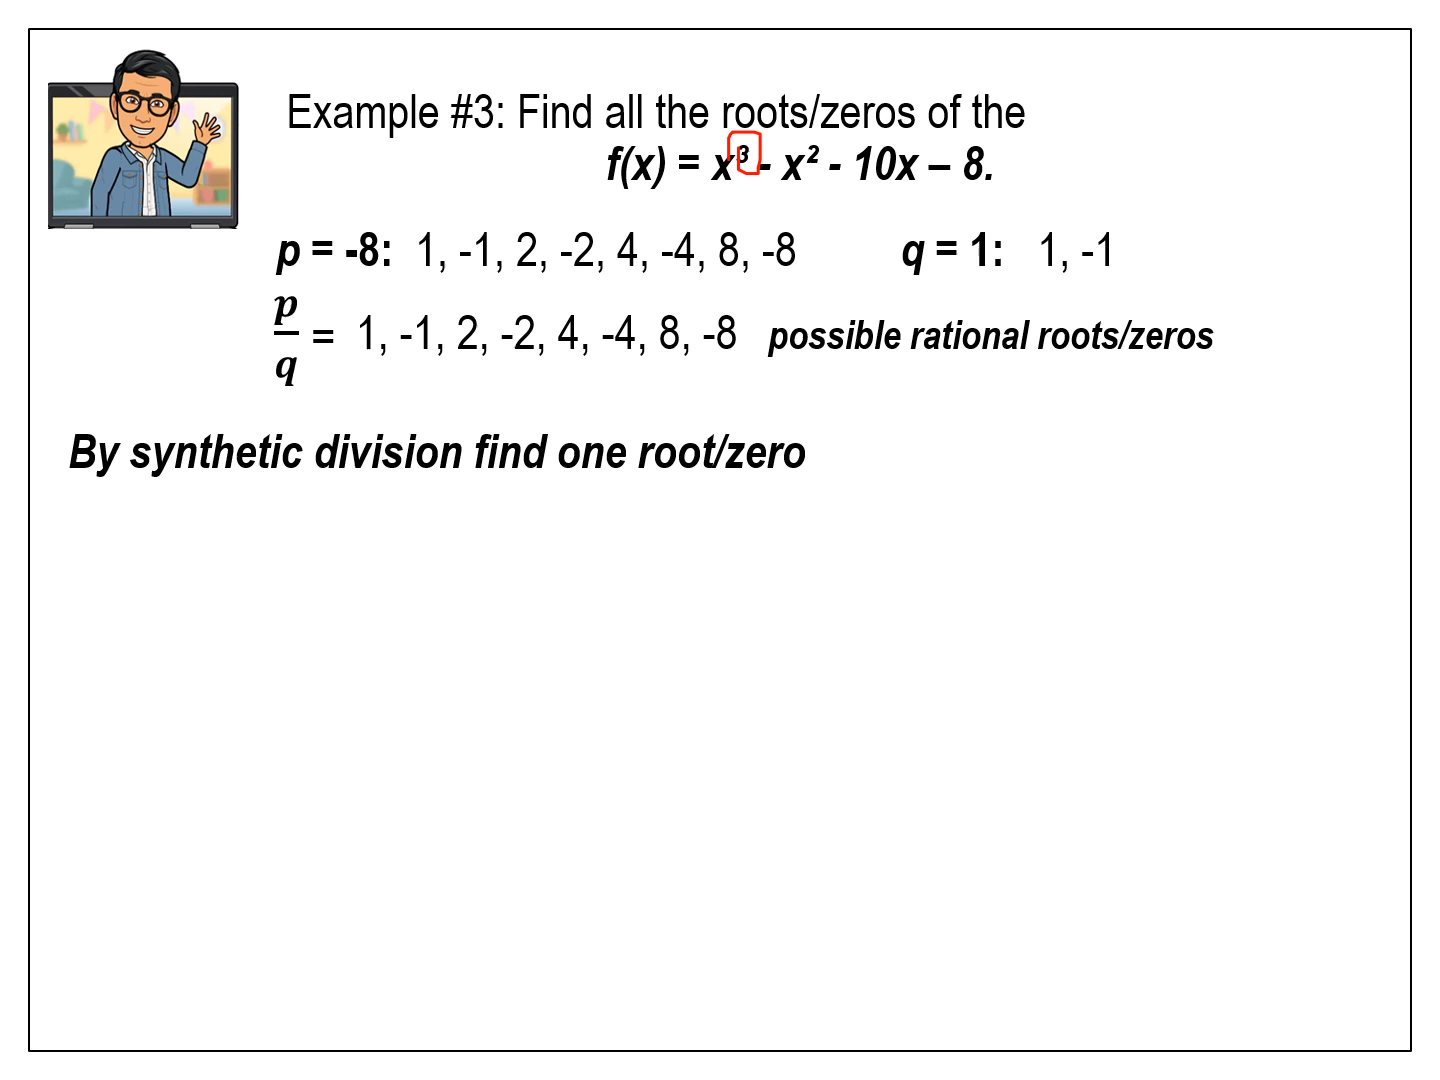 Example #3: Find all the roots/zeros of the
f(x) = x³ - x² - 10x – 8.
p = -8: 1, -1, 2, -2, 4, -4, 8, -8 q = 1: 1, -1
p/q = 1, -1, 2, -2, 4, -4, 8, -8 possible rational roots/zeros
By synthetic division find one root/zero